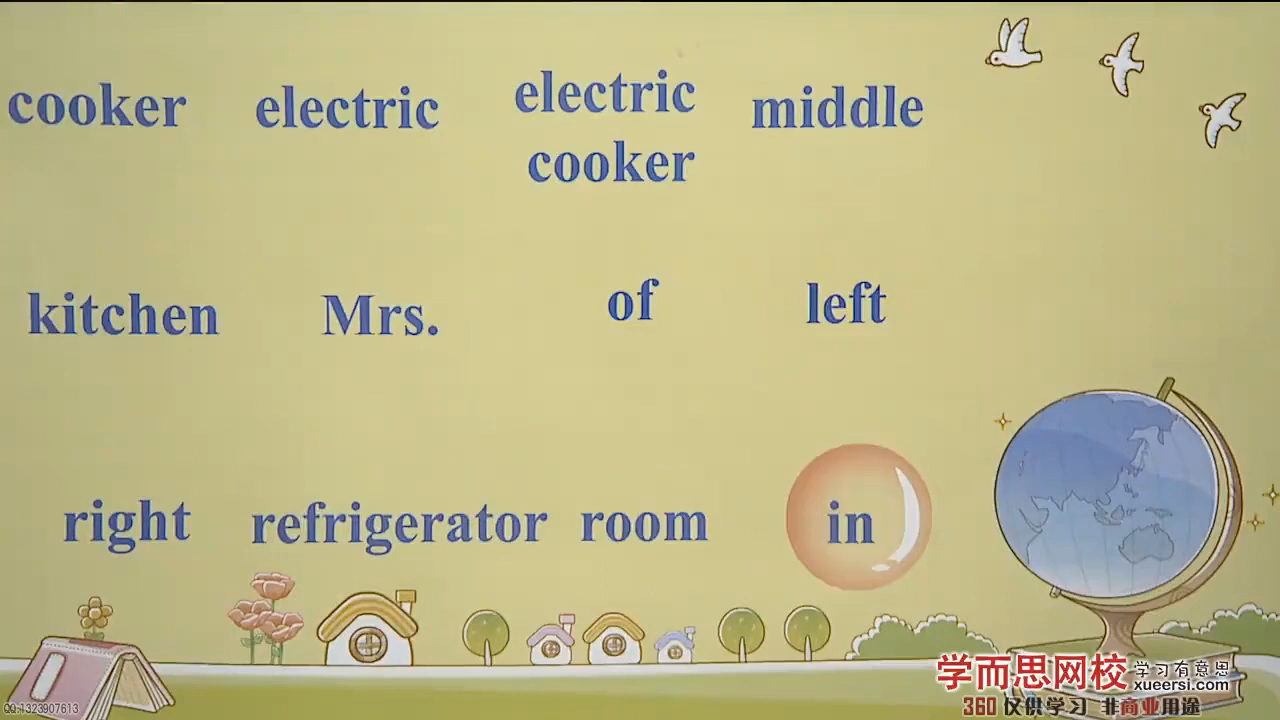 cooker electric electric cooker middle
kitchen Mrs. of left
right refrigerator room in
学而思网校 学习有意思
xueersi.com
360 仅供学习 非商业用途
QQ:1323907613